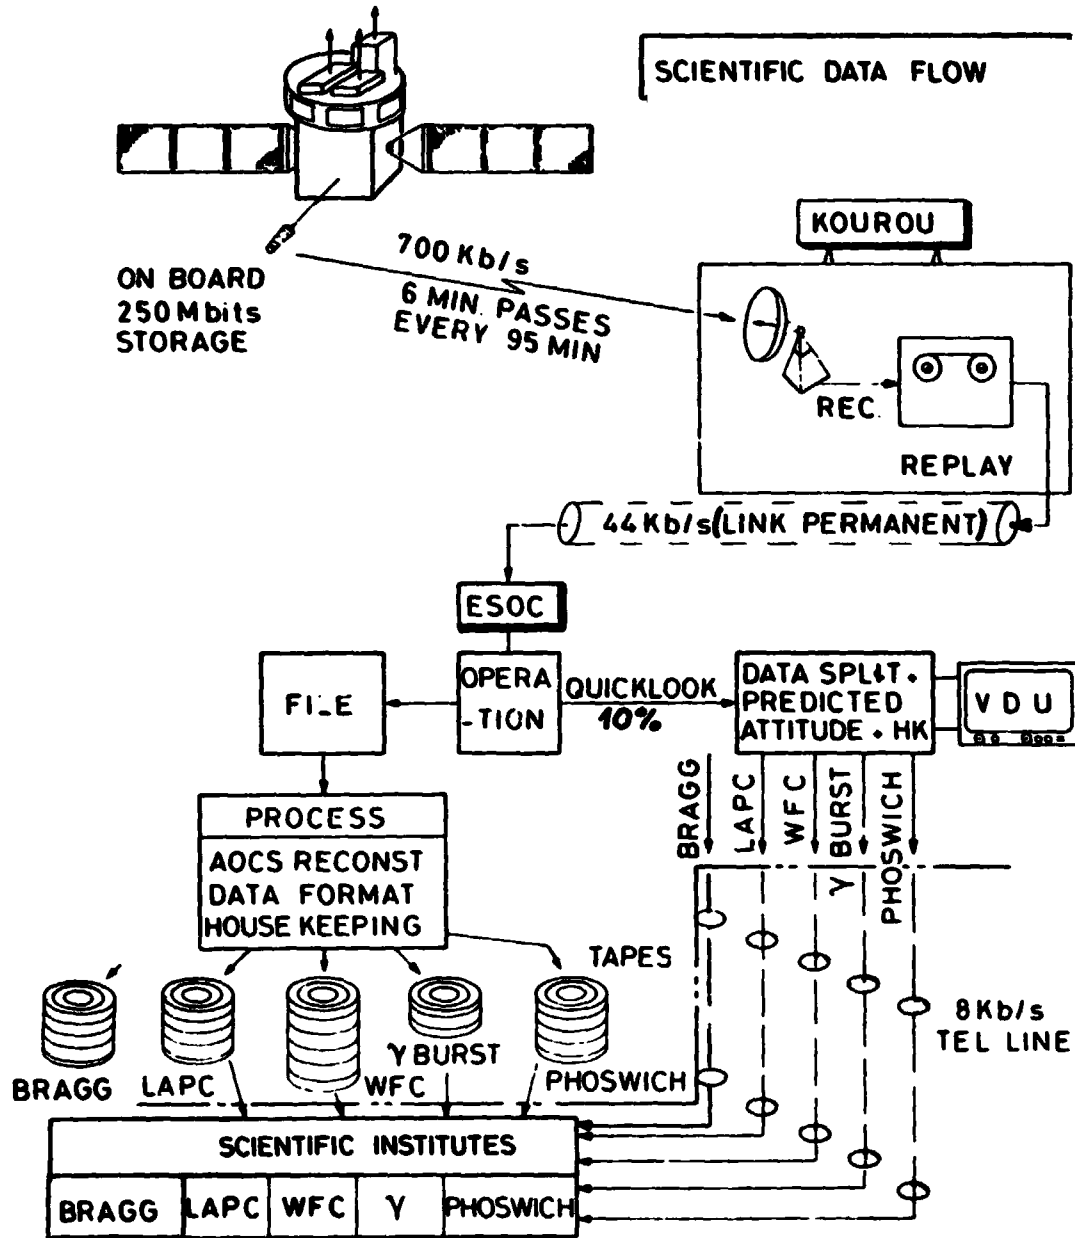 SCIENTIFIC DATA FLOW
KOUROU
700 Kb/s
6 MIN. PASSES
EVERY 95 MIN
ON BOARD
250 Mbits
STORAGE
REC.
REPLAY
44 Kb/s (LINK PERMANENT)
ESOC
FILE
OPERA
-TION
QUICKLOOK
10%
DATA SPLIT.
PREDICTED
ATTITUDE. HK
VDU
BRAGG
LAPC
WFC
γ BURST
PHOSWICH
PROCESS
AOCS RECONST
DATA FORMAT
HOUSE KEEPING
TAPES
BRAGG
LAPC
WFC
γ BURST
PHOSWICH
8 Kb/s
TEL LINE
SCIENTIFIC INSTITUTES
BRAGG LAPC WFC γ PHOSWICH